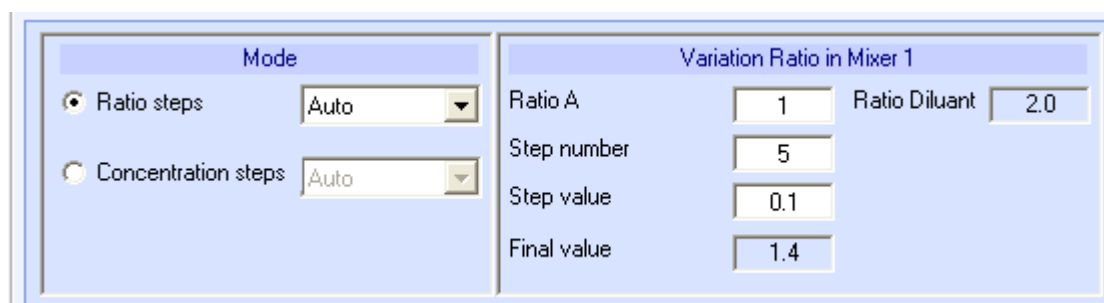 Mode
Ratio steps Auto
Concentration steps Auto
Variation Ratio in Mixer 1
Ratio A 1 Ratio Diluant 2.0
Step number 5
Step value 0.1
Final value 1.4